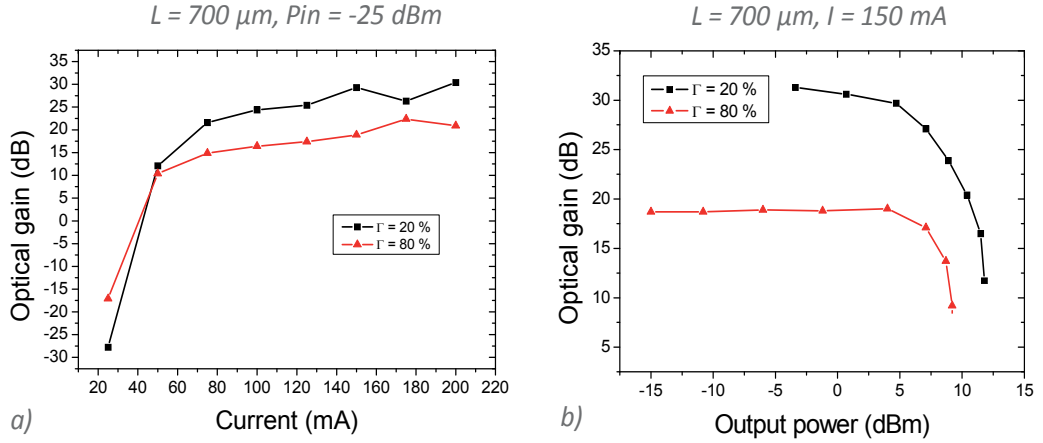 L = 700 µm, Pin = -25 dBm
35
30
25
20
15
10
5
0
-5
-10
-15
-20
-25
-30
Optical gain (dB)
Γ = 20 %
Γ = 80 %
20 40 60 80 100 120 140 160 180 200 220
Current (mA)
a)
L = 700 µm, I = 150 mA
35
30
25
20
15
10
5
Optical gain (dB)
Γ = 20 %
Γ = 80 %
-15 -10 -5 0 5 10 15
Output power (dBm)
b)